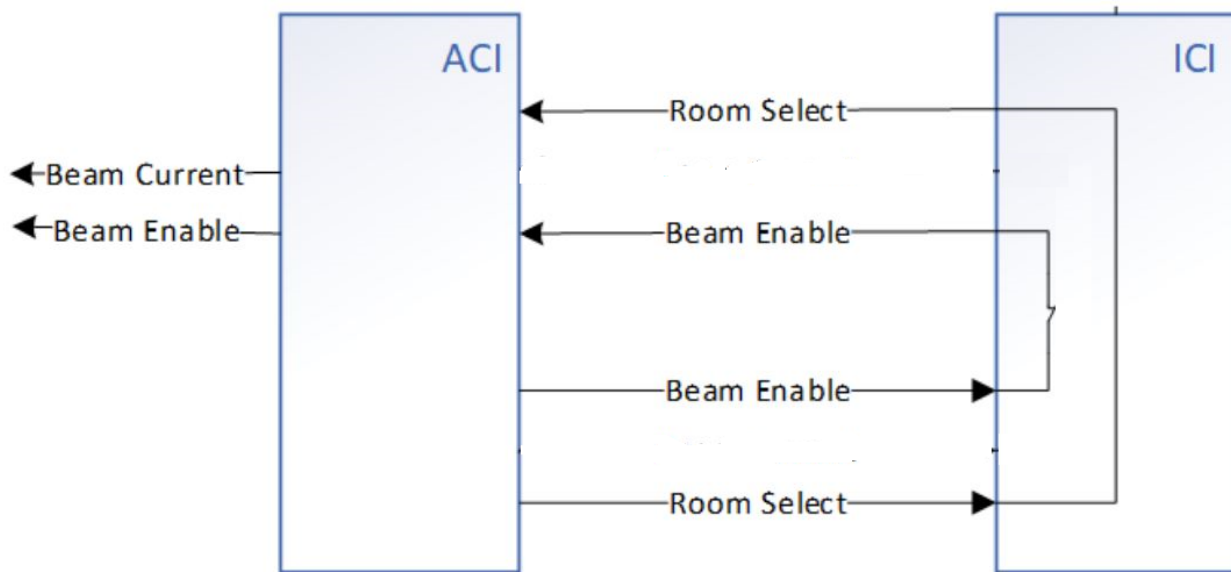 ACI
ICI
Room Select
Beam Current
Beam Enable
Beam Enable
Beam Enable
Room Select